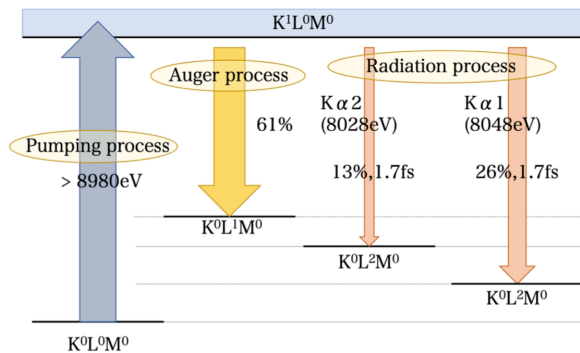 K¹L⁰M⁰
Auger process
Radiation process
Kα2
(8028eV)
Kα1
(8048eV)
61%
Pumping process
> 8980eV
13%,1.7fs
26%,1.7fs
K⁰L¹M⁰
K⁰L²M⁰
K⁰L²M⁰
K⁰L⁰M⁰